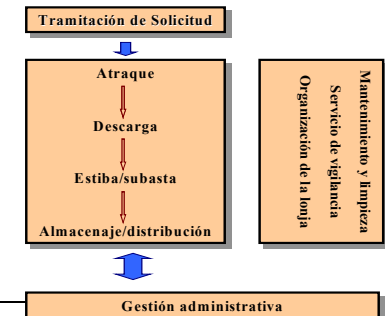 Tramitación de Solicitud
Atraque
Descarga
Estiba/subasta
Almacenaje/distribución
Mantenimiento y limpieza
Servicio de vigilancia
Organización de la lonja
Gestión administrativa